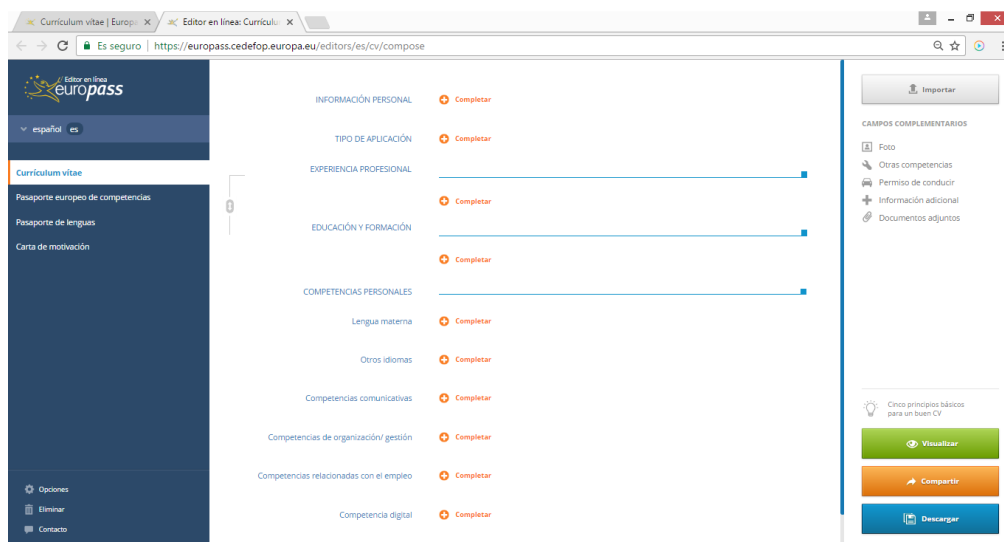 Currículum vítae | Europa
Editor en línea: Currículu
Es seguro | https://europass.cedefop.europa.eu/editors/es/cv/compose
Editor en línea
europass
español es
Currículum vítae
Pasaporte europeo de competencias
Pasaporte de lenguas
Carta de motivación
Opciones
Eliminar
Contacto
INFORMACIÓN PERSONAL Completar
TIPO DE APLICACIÓN Completar
EXPERIENCIA PROFESIONAL
Completar
EDUCACIÓN Y FORMACIÓN
Completar
COMPETENCIAS PERSONALES
Lengua materna Completar
Otros idiomas Completar
Competencias comunicativas Completar
Competencias de organización/ gestión Completar
Competencias relacionadas con el empleo Completar
Competencia digital Completar
Importar
CAMPOS COMPLEMENTARIOS
Foto
Otras competencias
Permiso de conducir
Información adicional
Documentos adjuntos
Cinco principios básicos
para un buen CV
Visualizar
Compartir
Descargar